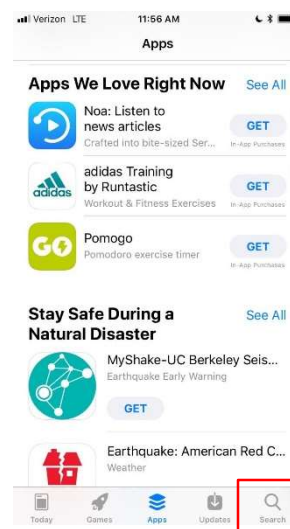 Verizon LTE 11:56 AM
Apps
Apps We Love Right Now See All
Noa: Listen to
news articles
Crafted into bite-sized Ser...
GET
In-App Purchases
adidas
adidas Training
by Runtastic
Workout & Fitness Exercises
GET
In-App Purchases
GO
Pomogo
Pomodoro exercise timer
GET
In-App Purchases
Stay Safe During a
Natural Disaster
See All
MyShake-UC Berkeley Seis...
Earthquake Early Warning
GET
Earthquake: American Red C...
Weather
Today Games Apps Updates Search